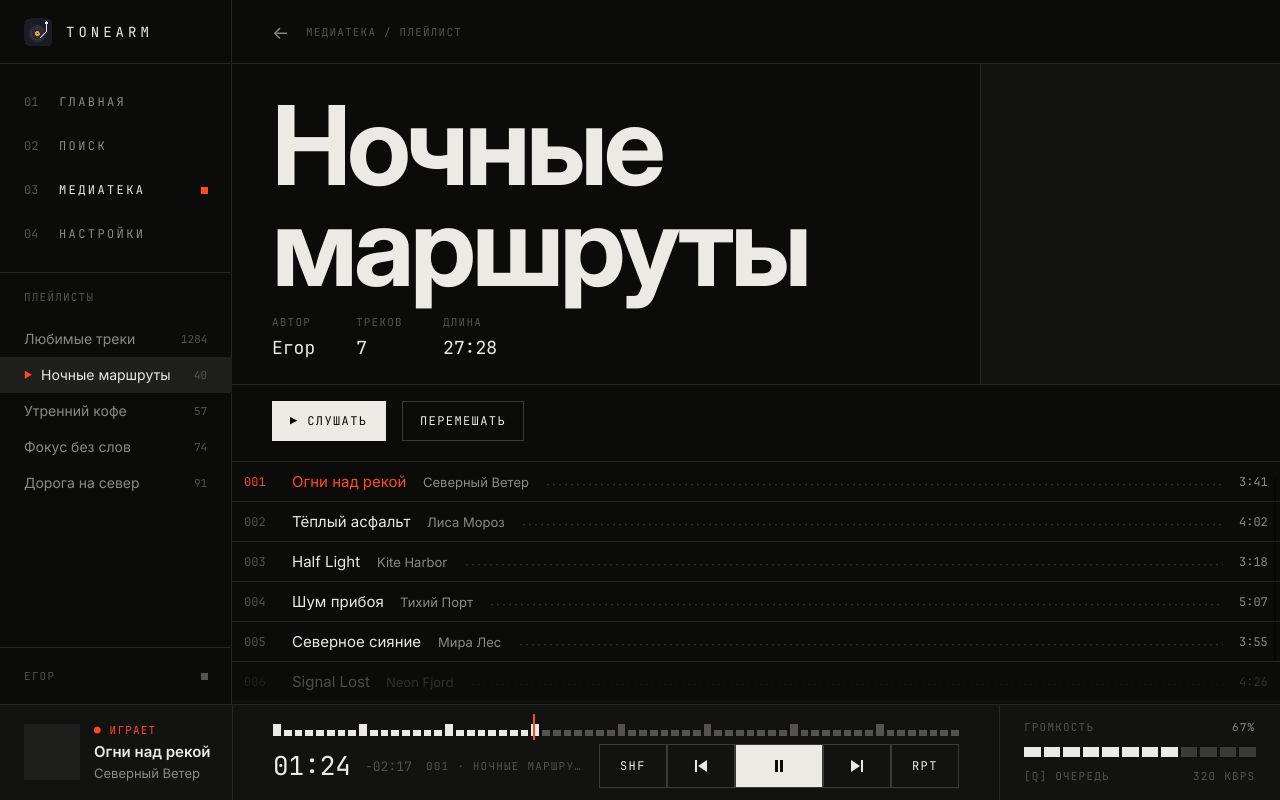 TONEARM
МЕДИАТЕКА / ПЛЕЙЛИСТ
01 ГЛАВНАЯ
02 ПОИСК
03 МЕДИАТЕКА
04 НАСТРОЙКИ
ПЛЕЙЛИСТЫ
Любимые треки 1284
Ночные маршруты 40
Утренний кофе 57
Фокус без слов 74
Дорога на север 91
ЕГОР
Ночные
маршруты
АВТОР ТРЕКОВ ДЛИНА
Егор 7 27:28
СЛУШАТЬ ПЕРЕМЕШАТЬ
001 Огни над рекой Северный Ветер 3:41
002 Тёплый асфальт Лиса Мороз 4:02
003 Half Light Kite Harbor 3:18
004 Шум прибоя Тихий Порт 5:07
005 Северное сияние Мира Лес 3:55
006 Signal Lost Neon Fjord 4:26
ИГРАЕТ
Огни над рекой
Северный Ветер
01:24 -02:17 001 · НОЧНЫЕ МАРШРУ… SHF RPT
ГРОМКОСТЬ 67%
[Q] ОЧЕРЕДЬ 320 KBPS